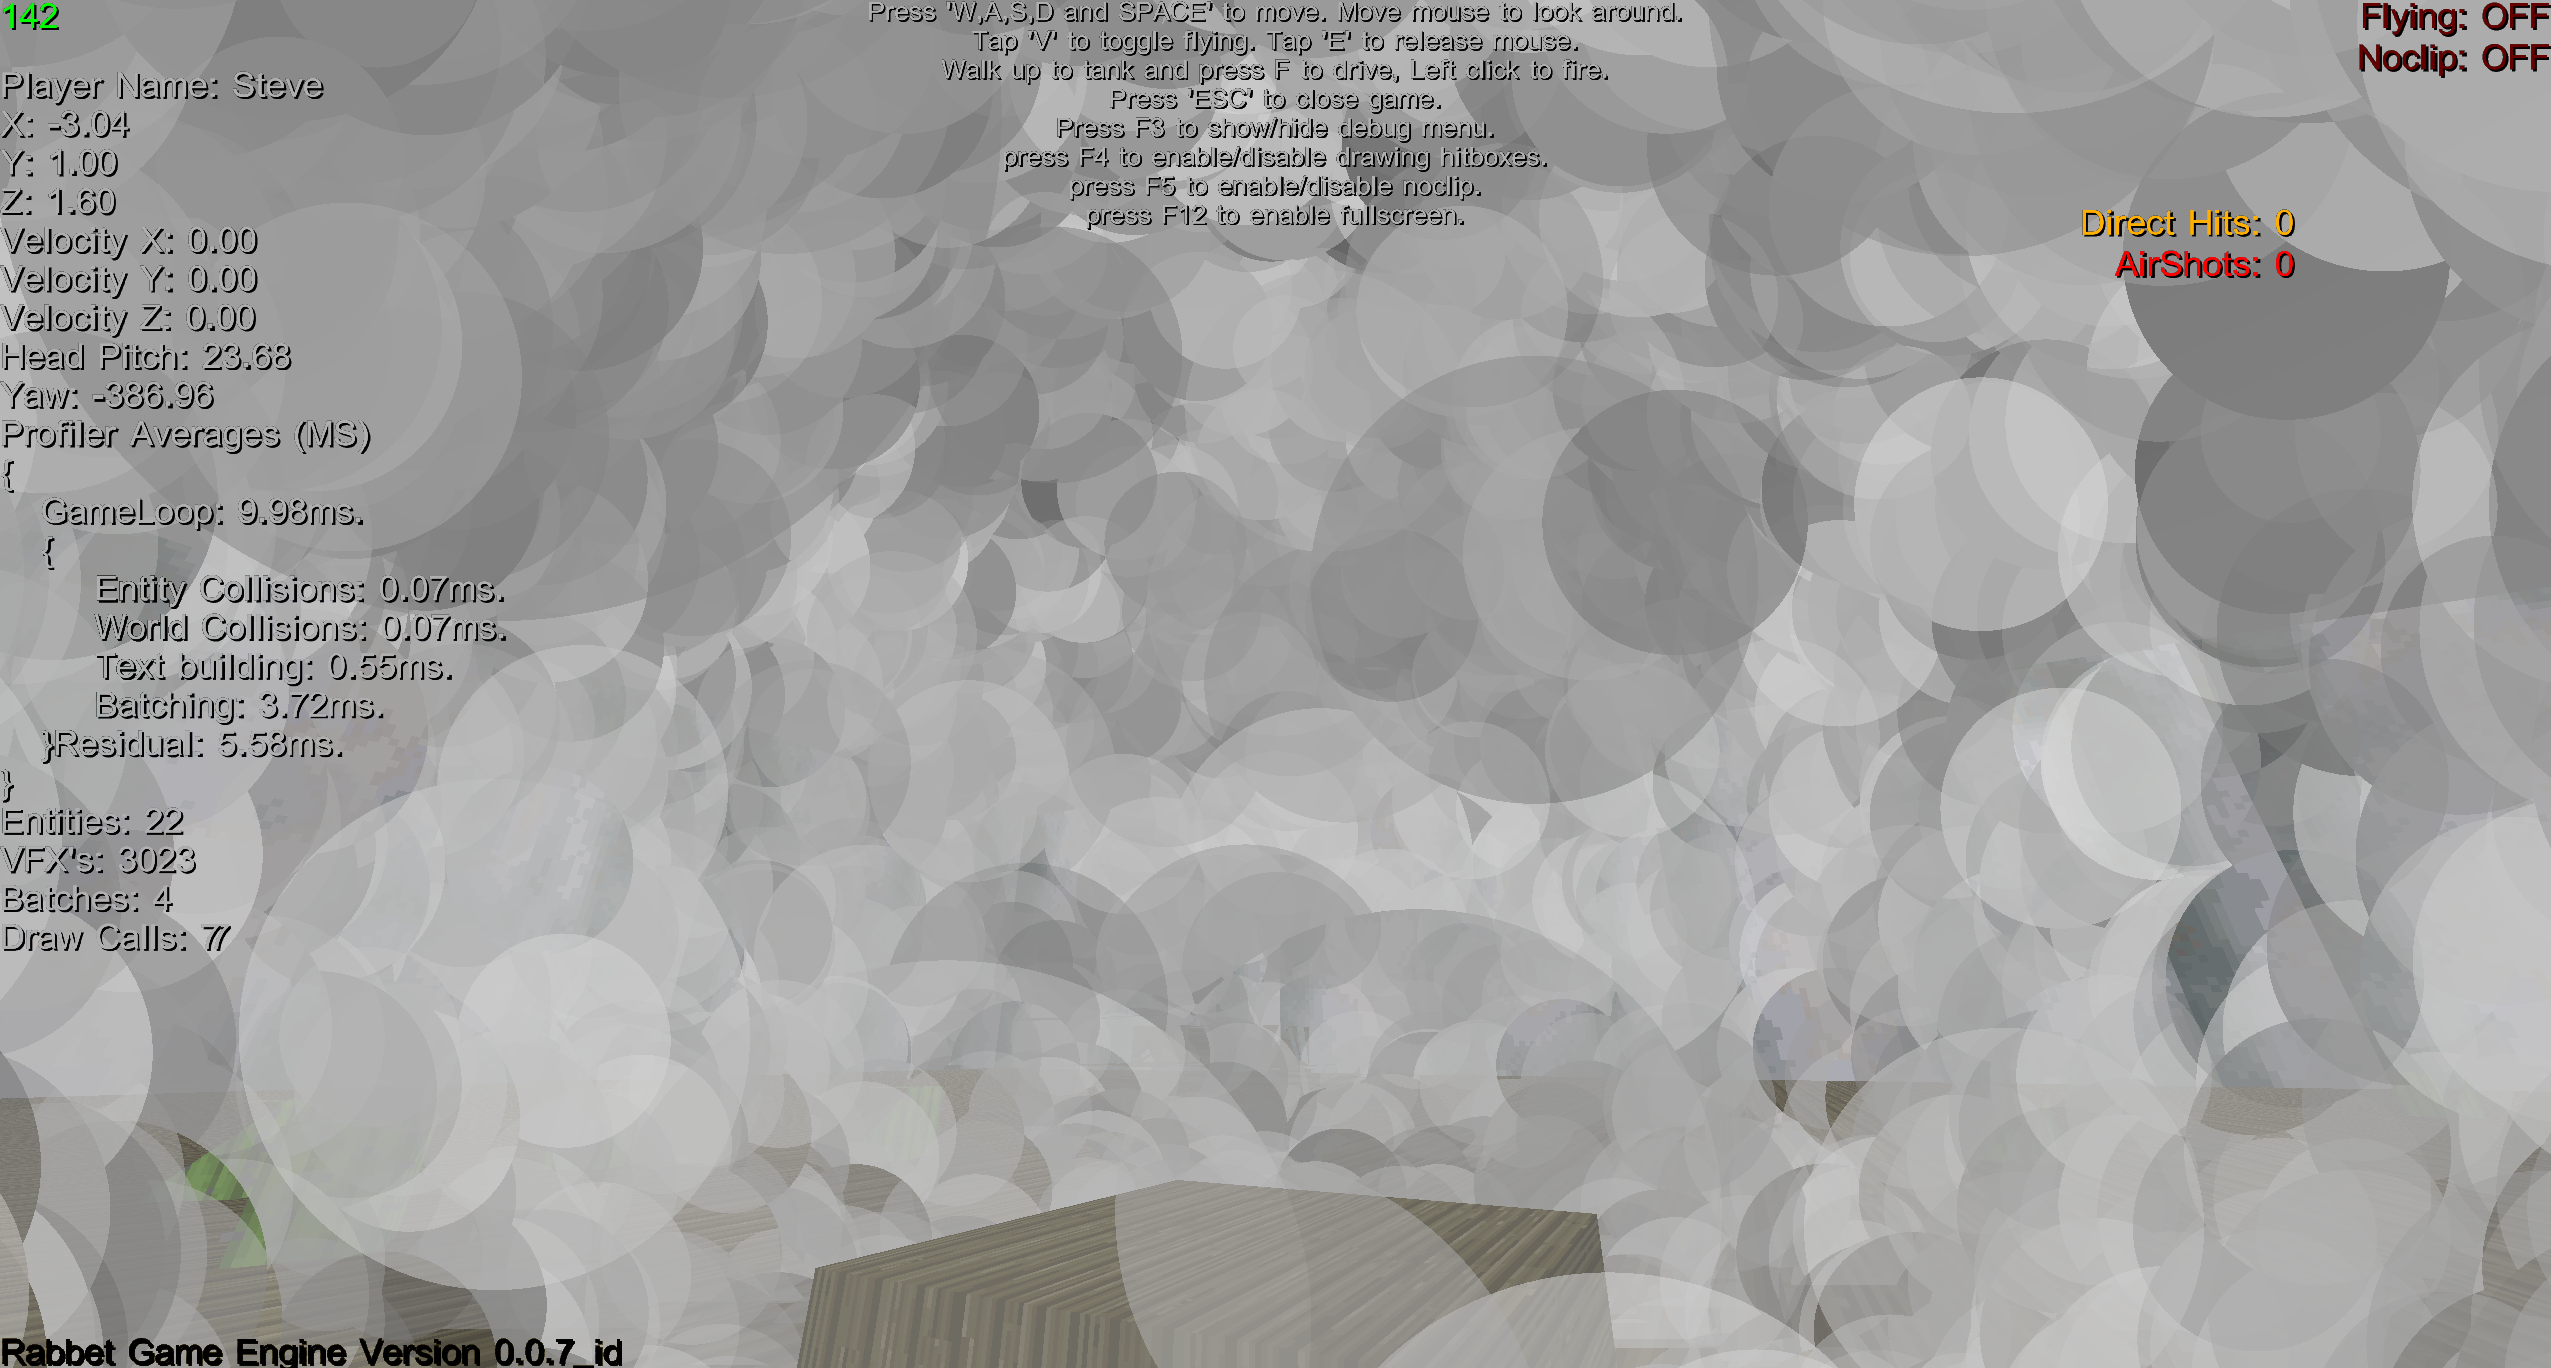 142
Player Name: Steve
X: -3.04
Y: 1.00
Z: 1.60
Velocity X: 0.00
Velocity Y: 0.00
Velocity Z: 0.00
Head Pitch: 23.68
Yaw: -386.96
Profiler Averages (MS)
{
GameLoop: 9.98ms.
{
Entity Collisions: 0.07ms.
World Collisions: 0.07ms.
Text building: 0.55ms.
Batching: 3.72ms.
}Residual: 5.58ms.
}
Entities: 22
VFX's: 3023
Batches: 4
Draw Calls: 77
Press 'W,A,S,D and SPACE' to move. Move mouse to look around.
Tap 'V' to toggle flying. Tap 'E' to release mouse.
Walk up to tank and press F to drive, Left click to fire.
Press 'ESC' to close game.
Press F3 to show/hide debug menu.
press F4 to enable/disable drawing hitboxes.
press F5 to enable/disable noclip.
press F12 to enable fullscreen.
Flying: OFF
Noclip: OFF
Direct Hits: 0
AirShots: 0
Rabbet Game Engine Version 0.0.7_id